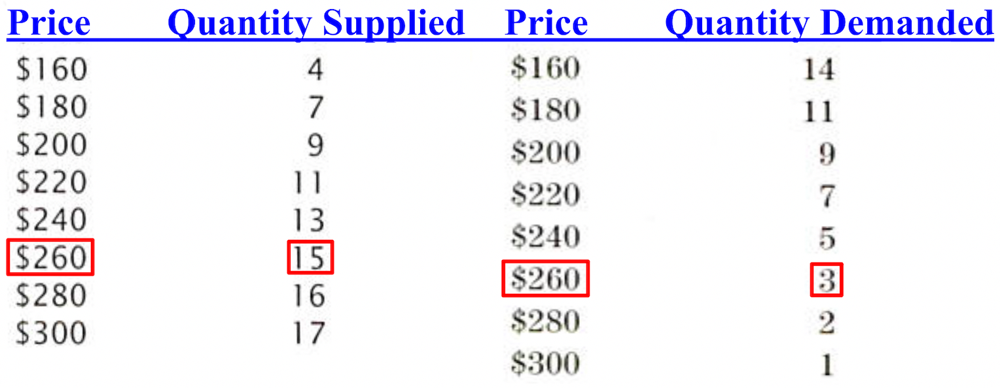 Price Quantity Supplied Price Quantity Demanded
$160 4 $160 14
$180 7 $180 11
$200 9 $200 9
$220 11 $220 7
$240 13 $240 5
$260 15 $260 3
$280 16 $280 2
$300 17 $300 1